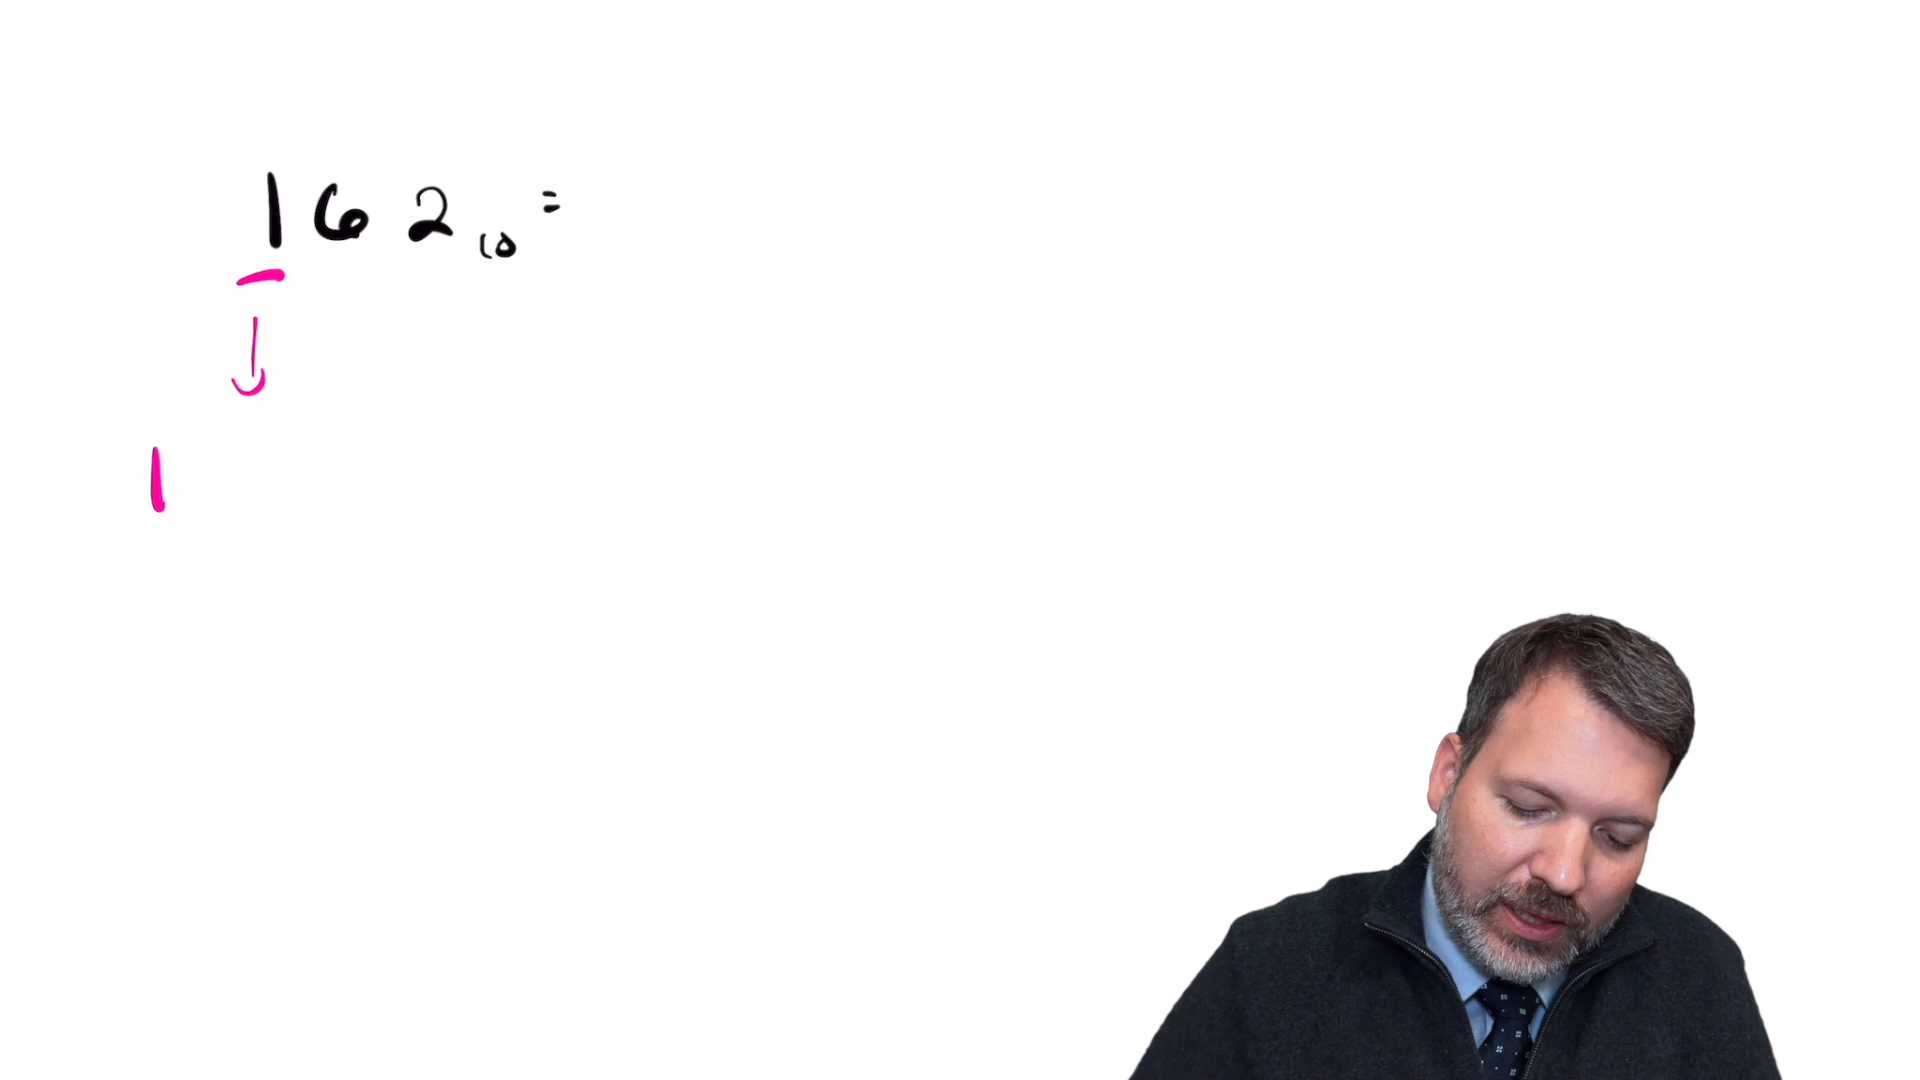 162₁₀ =
1